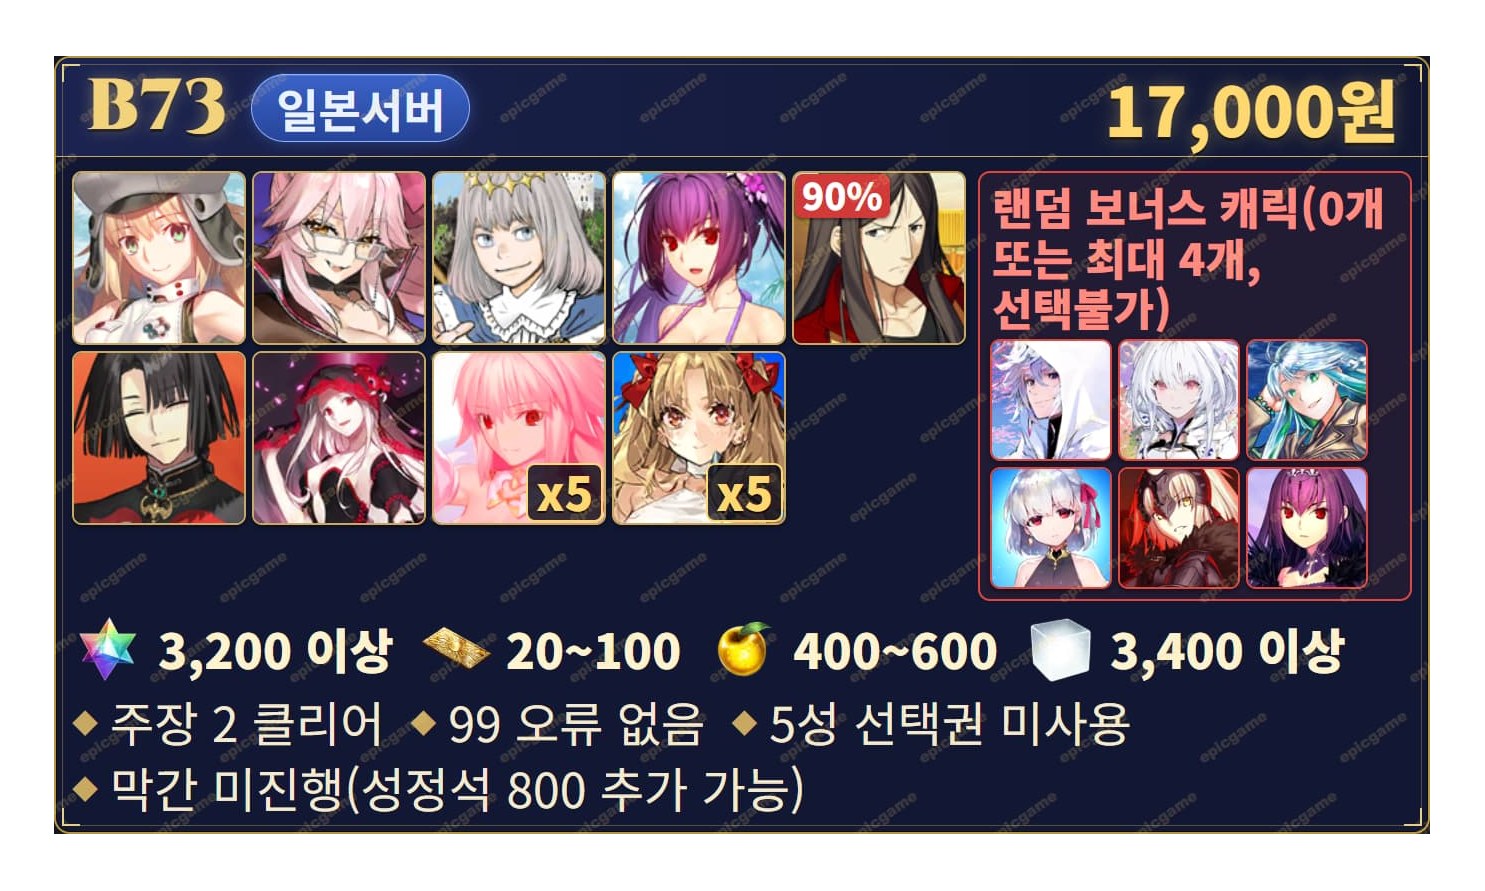 B73 일본서버 17,000원
90%
랜덤 보너스 캐릭(0개
또는 최대 4개,
선택불가)
x5 x5
3,200 이상 20~100 400~600 3,400 이상
◆ 주장 2 클리어 ◆ 99 오류 없음 ◆ 5성 선택권 미사용
◆ 막간 미진행(성정석 800 추가 가능)
epicgame